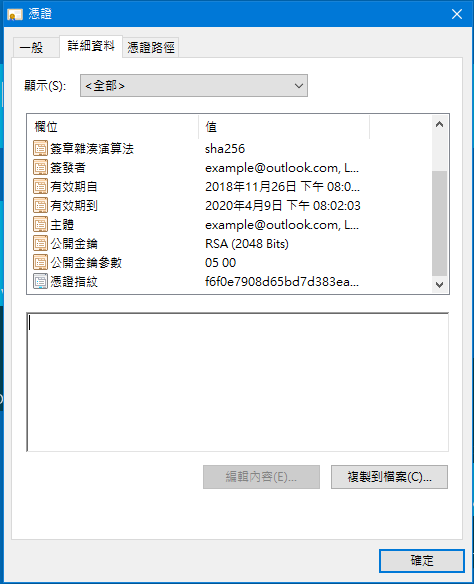 憑證
一般 詳細資料 憑證路徑
顯示(S): <全部>
欄位 值
簽章雜湊演算法 sha256
簽發者 example@outlook.com, L...
有效期自 2018年11月26日 下午 08:0...
有效期到 2020年4月9日 下午 08:02:03
主體 example@outlook.com, L...
公開金鑰 RSA (2048 Bits)
公開金鑰參數 05 00
憑證指紋 f6f0e7908d65bd7d383ea...
編輯內容(E)... 複製到檔案(C)...
確定